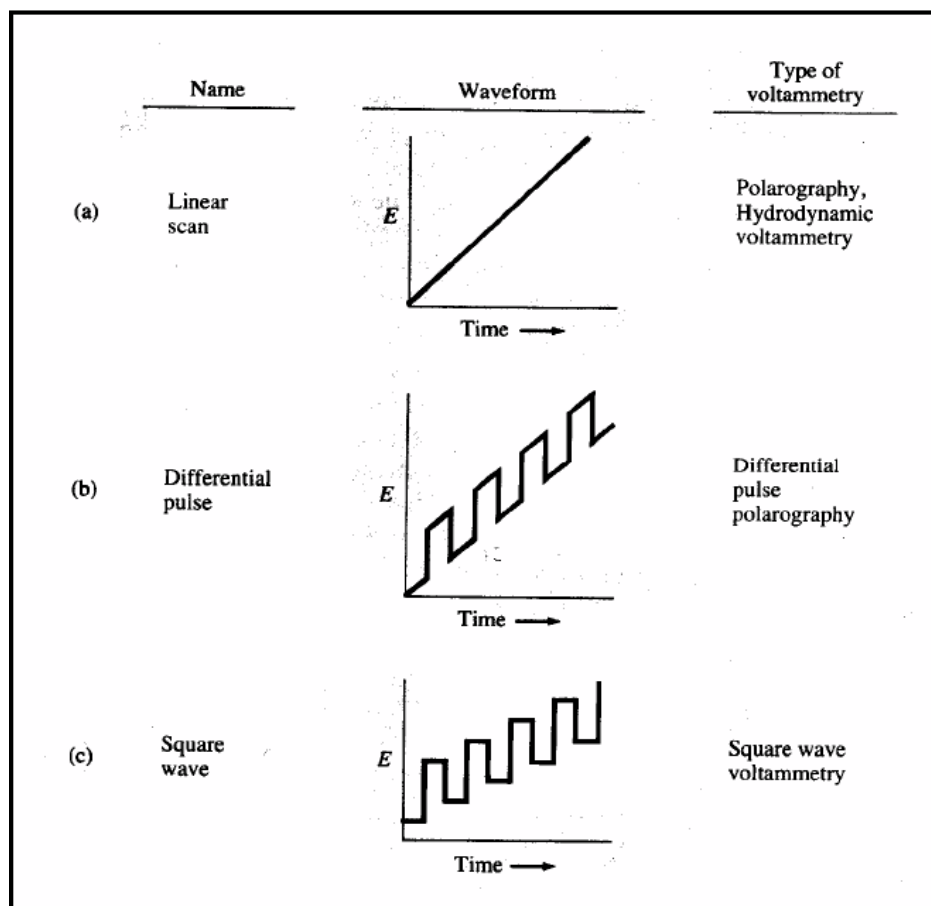 Name
Waveform
Type of
voltammetry
(a)
Linear
scan
E
Time
Polarography,
Hydrodynamic
voltammetry
(b)
Differential
pulse
E
Time
Differential
pulse
polarography
(c)
Square
wave
E
Time
Square wave
voltammetry